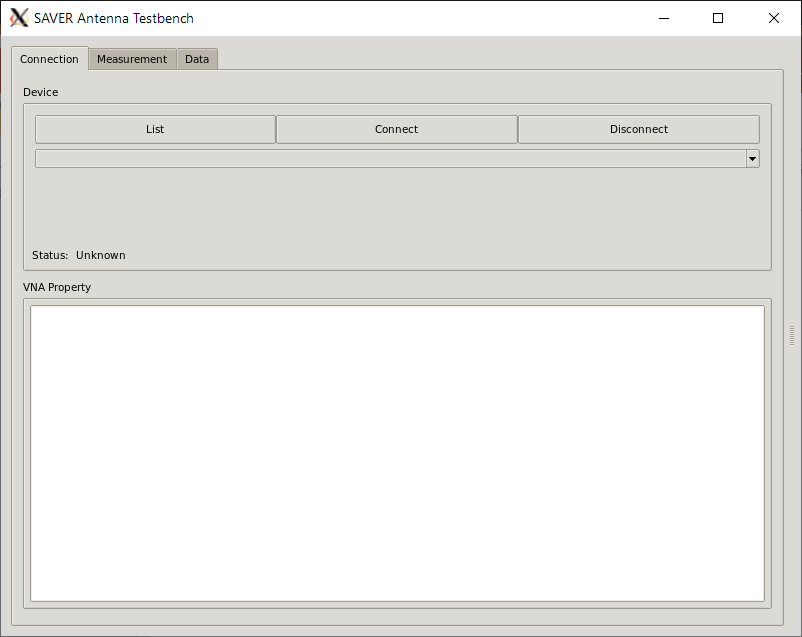 SAVER Antenna Testbench
Connection Measurement Data
Device
List Connect Disconnect
Status: Unknown
VNA Property